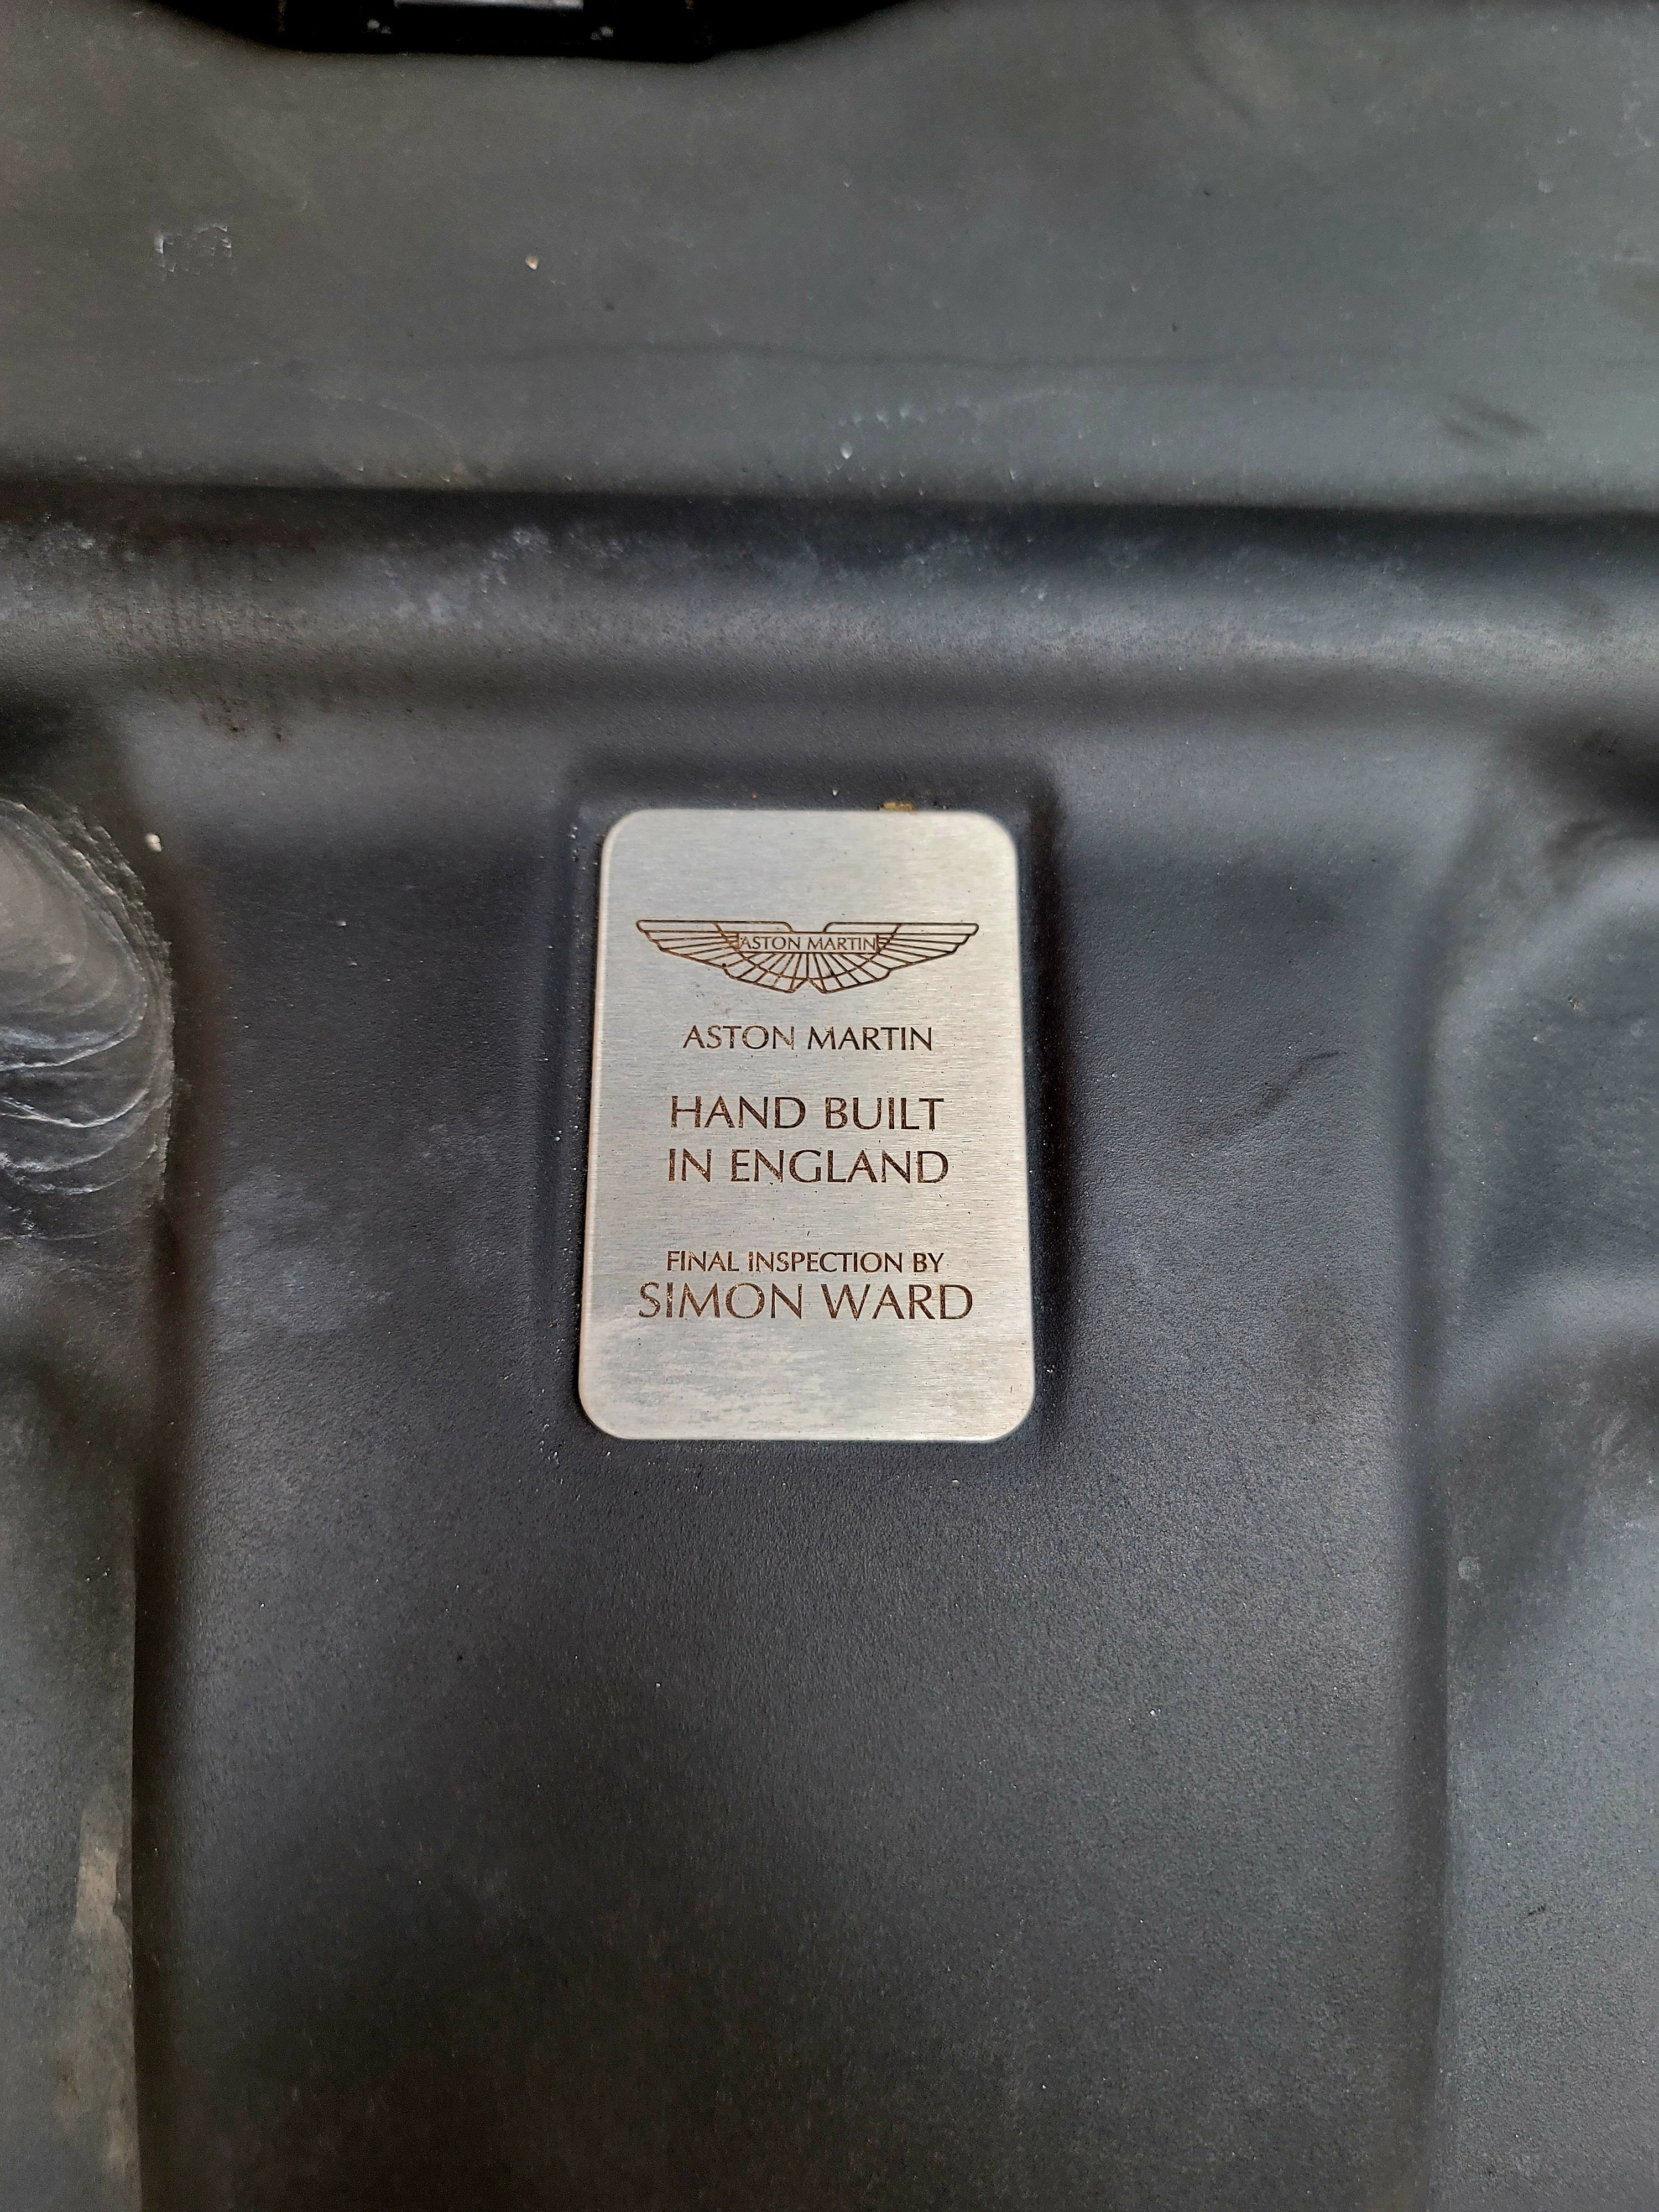 ASTON MARTIN
ASTON MARTIN
HAND BUILT
IN ENGLAND
FINAL INSPECTION BY
SIMON WARD